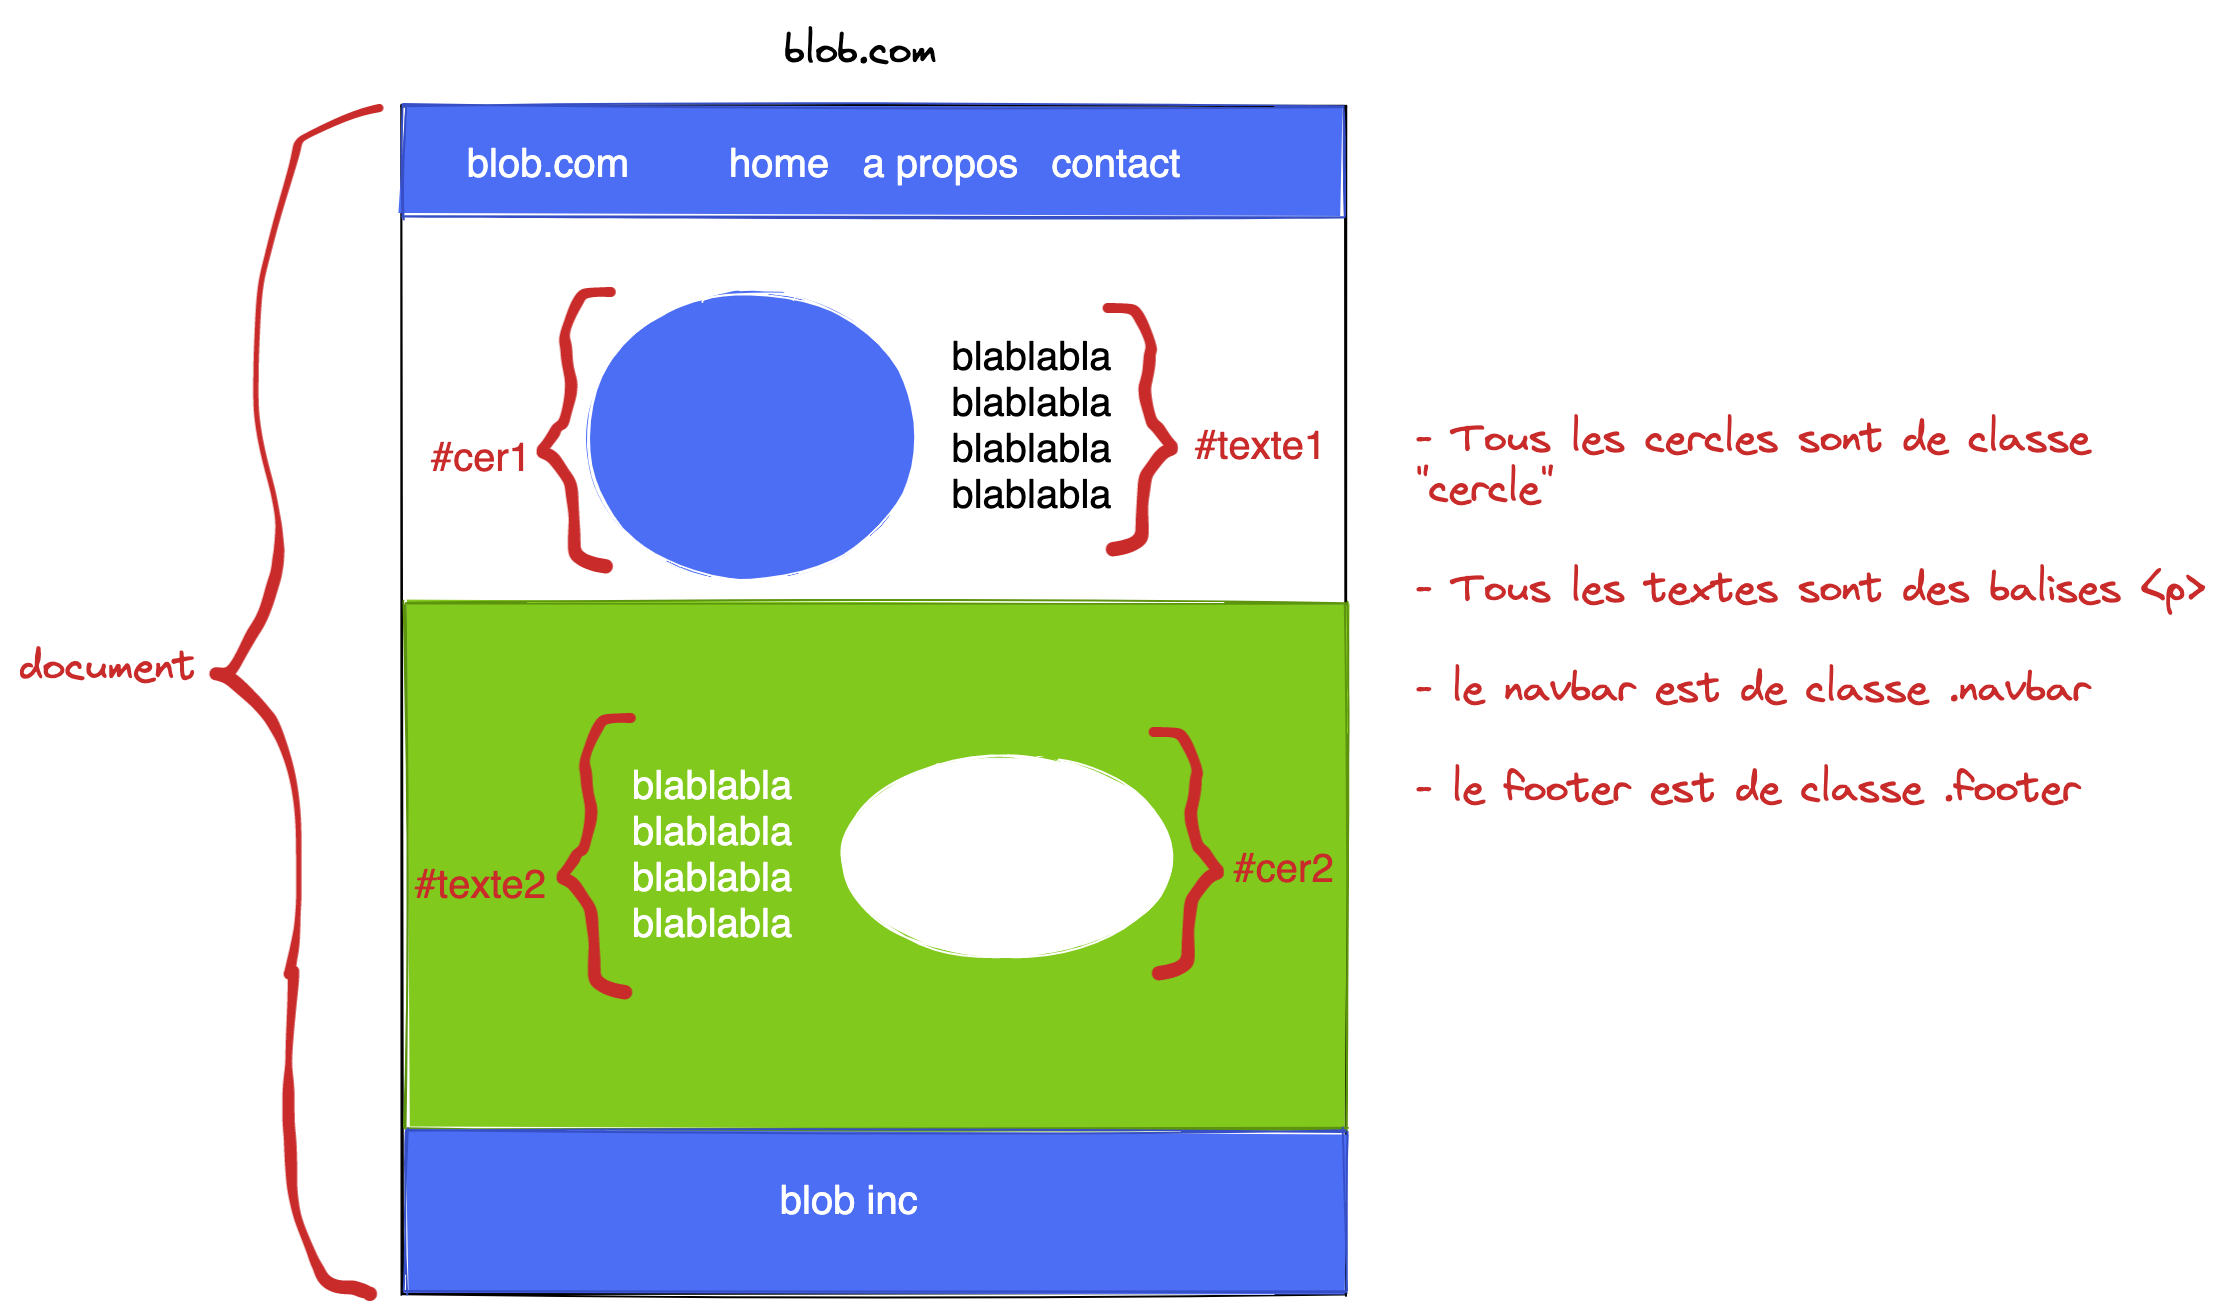 blob.com
blob.com home a propos contact
blablabla
blablabla
blablabla
blablabla
#cer1
#texte1
- Tous les cercles sont de classe
"cercle"
- Tous les textes sont des balises <p>
document
- le navbar est de classe .navbar
- le footer est de classe .footer
blablabla
blablabla
blablabla
blablabla
#texte2
#cer2
blob inc